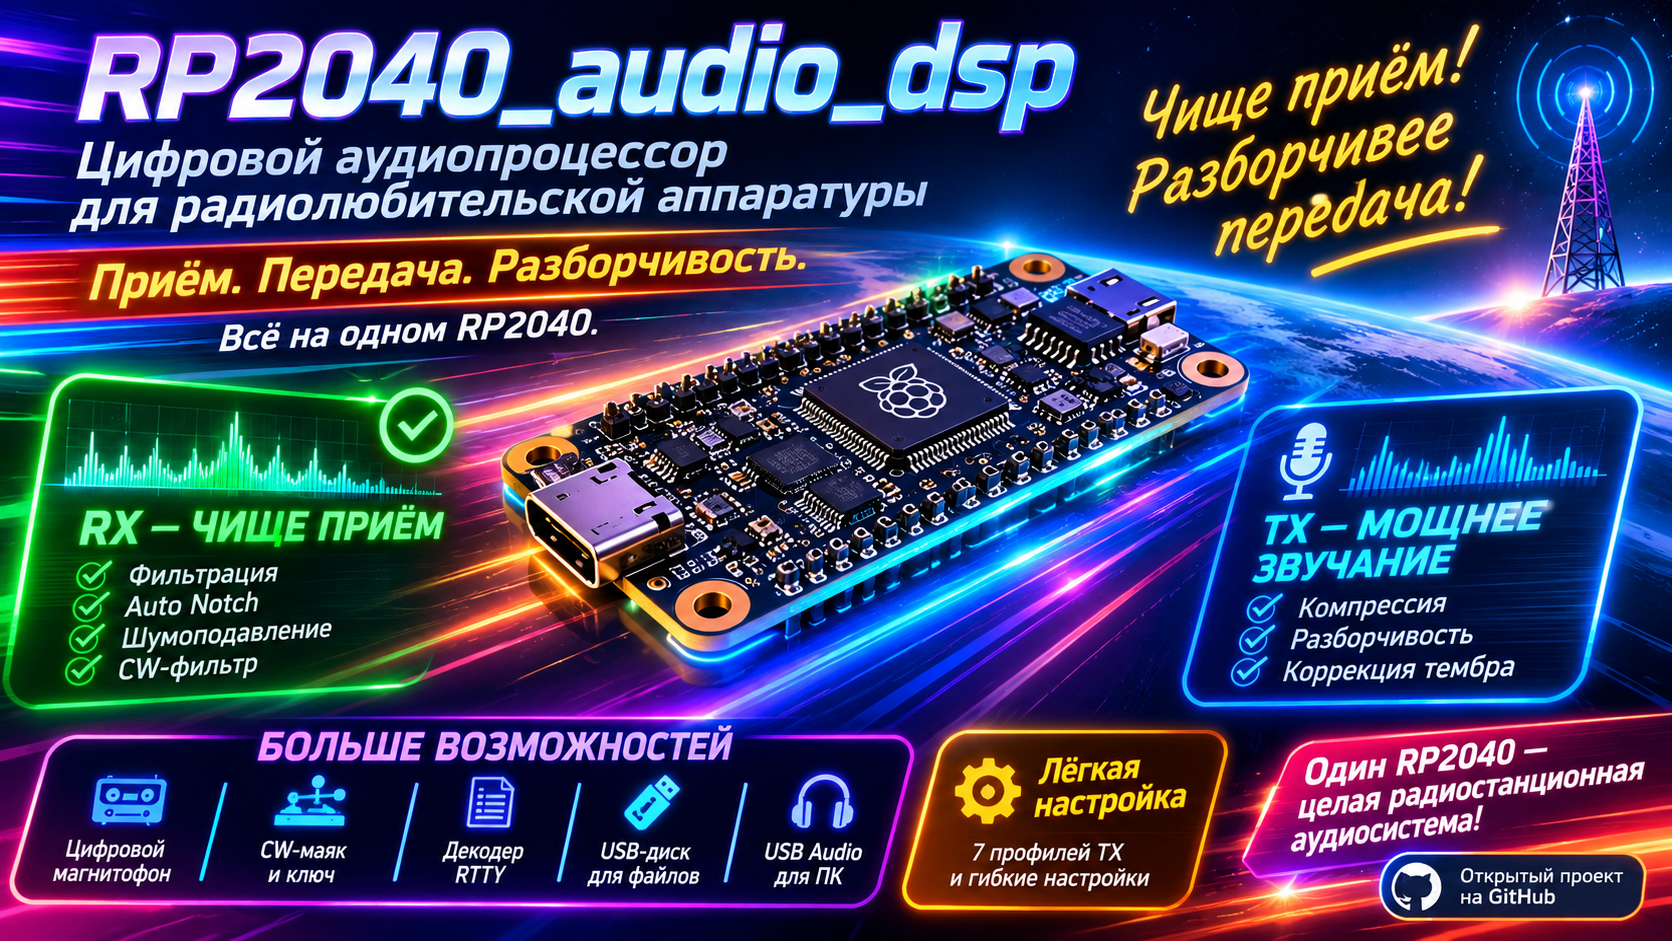 RP2040_audio_dsp
Цифровой аудиопроцессор
для радиолюбительской аппаратуры
Приём. Передача. Разборчивость.
Всё на одном RP2040.
Чище приём!
Разборчивее
передача!
RX – ЧИЩЕ ПРИЁМ
Фильтрация
Auto Notch
Шумоподавление
CW-фильтр
TX – МОЩНЕЕ
ЗВУЧАНИЕ
Компрессия
Разборчивость
Коррекция тембра
БОЛЬШЕ ВОЗМОЖНОСТЕЙ
Цифровой
магнитофон
CW-маяк
и ключ
Декодер
RTTY
USB-диск
для файлов
USB Audio
для ПК
Лёгкая
настройка
7 профилей TX
и гибкие настройки
Один RP2040 –
целая радиостанционная
аудиосистема!
Открытый проект
на GitHub